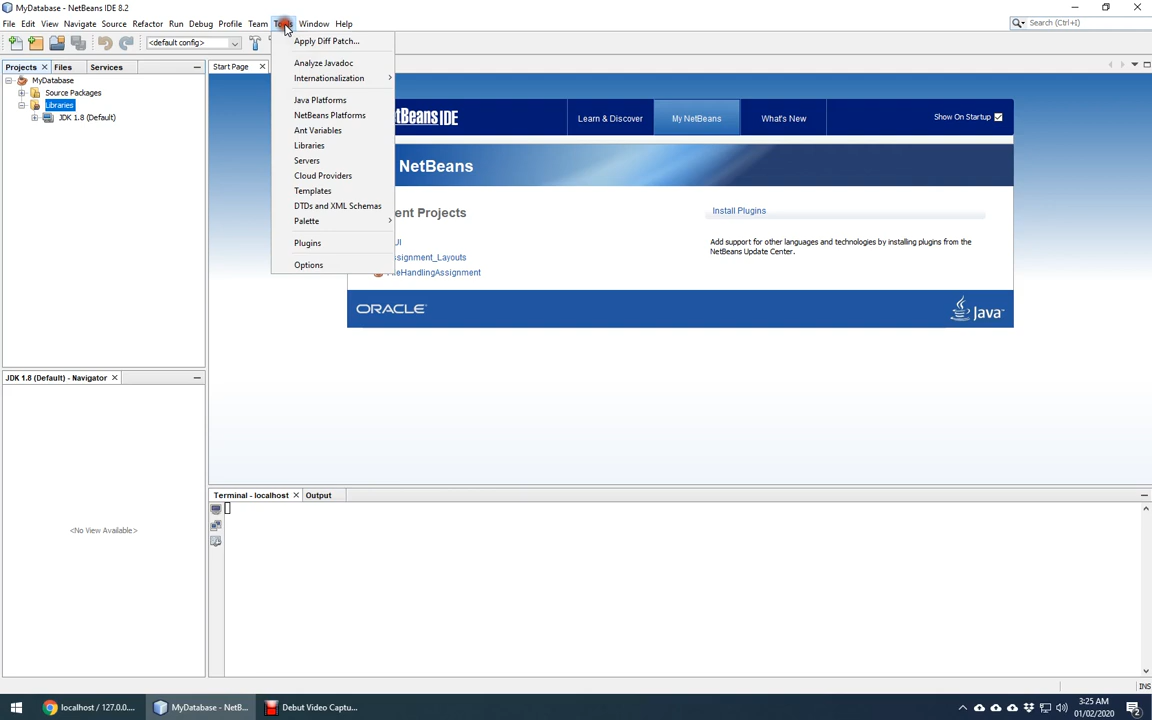 MyDatabase - NetBeans IDE 8.2
File Edit View Navigate Source Refactor Run Debug Profile Team Tools Window Help
Search (Ctrl+I)
<default config>
Projects Files Services
Start Page
MyDatabase
Source Packages
Libraries
JDK 1.8 (Default)
Apply Diff Patch...
Analyze Javadoc
Internationalization
Java Platforms
NetBeans Platforms
Ant Variables
Libraries
Servers
Cloud Providers
Templates
DTDs and XML Schemas
Palette
Plugins
Options
tBeans IDE
Learn & Discover
My NetBeans
What's New
Show On Startup
NetBeans
ent Projects
UI
ssignment_Layouts
FileHandlingAssignment
Install Plugins
Add support for other languages and technologies by installing plugins from the
NetBeans Update Center.
ORACLE
Java
JDK 1.8 (Default) - Navigator
<No View Available>
Terminal - localhost Output
INS
localhost / 127.0.0....
MyDatabase - NetB...
Debut Video Captu...
3:25 AM
01/02/2020
2